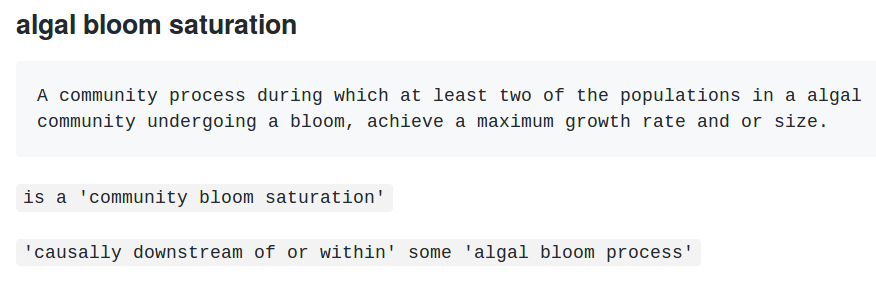 algal bloom saturation
A community process during which at least two of the populations in a algal
community undergoing a bloom, achieve a maximum growth rate and or size.
is a 'community bloom saturation'
'causally downstream of or within' some 'algal bloom process'